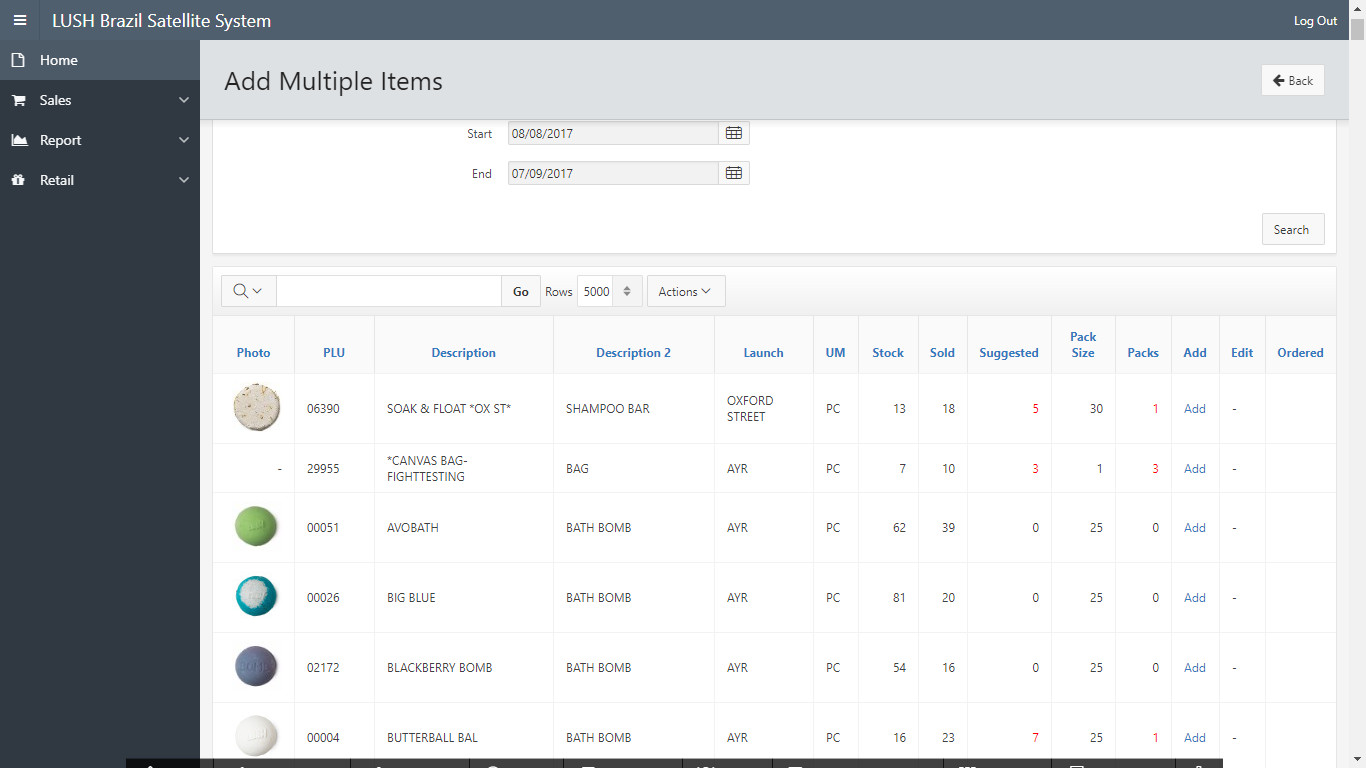 LUSH Brazil Satellite System
Log Out
Home
Sales
Report
Retail
Add Multiple Items
Back
Start 08/08/2017
End 07/09/2017
Search
Go Rows 5000 Actions
Photo PLU Description Description 2 Launch UM Stock Sold Suggested Pack Size Packs Add Edit Ordered
06390 SOAK & FLOAT *OX ST* SHAMPOO BAR OXFORD STREET PC 13 18 5 30 1 Add -
- 29955 *CANVAS BAG-FIGHTTESTING BAG AYR PC 7 10 3 1 3 Add -
00051 AVOBATH BATH BOMB AYR PC 62 39 0 25 0 Add -
00026 BIG BLUE BATH BOMB AYR PC 81 20 0 25 0 Add -
02172 BLACKBERRY BOMB BATH BOMB AYR PC 54 16 0 25 0 Add -
00004 BUTTERBALL BAL BATH BOMB AYR PC 16 23 7 25 1 Add -